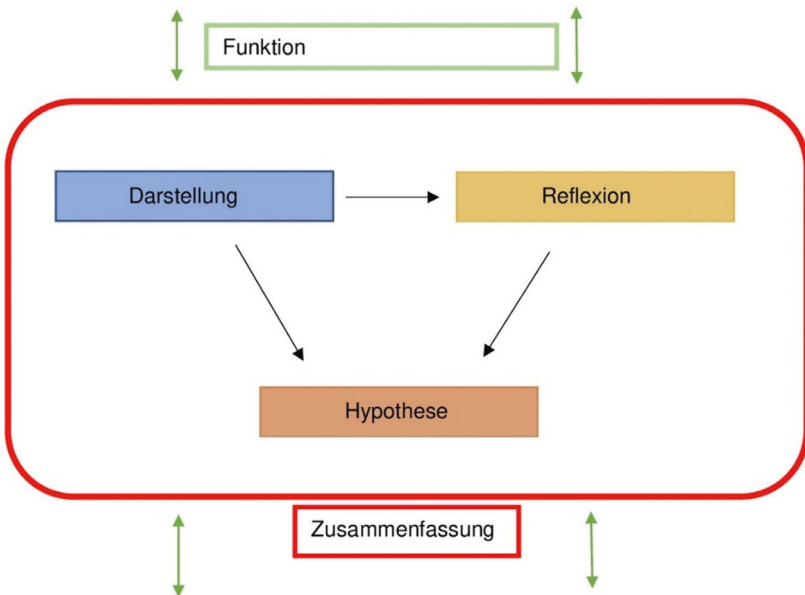 Funktion
Darstellung
Reflexion
Hypothese
Zusammenfassung